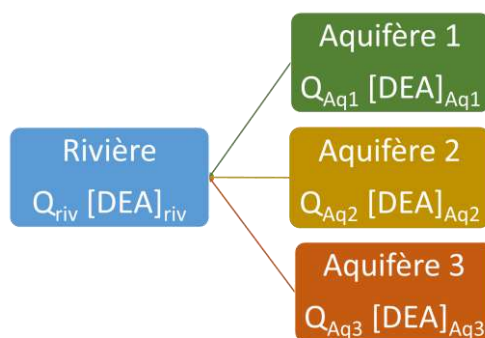 Rivière
Q_riv [DEA]_riv
Aquifère 1
Q_Aq1 [DEA]_Aq1
Aquifère 2
Q_Aq2 [DEA]_Aq2
Aquifère 3
Q_Aq3 [DEA]_Aq3